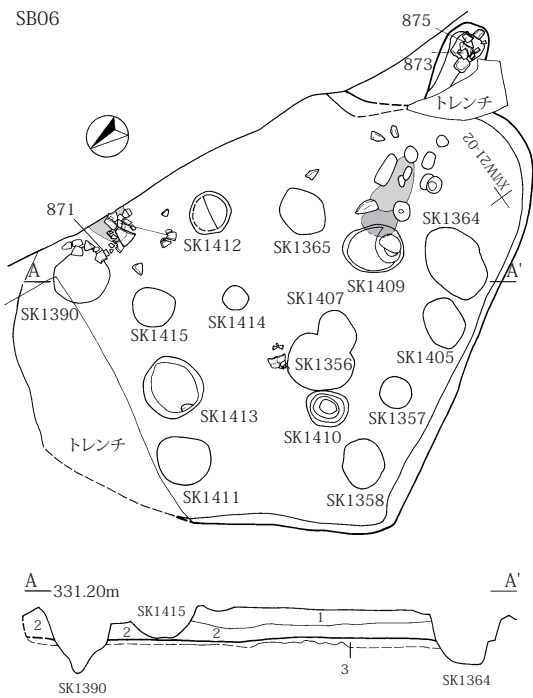 SB06
875
873
トレンチ
XVIW21-02
871
SK1412
SK1365
SK1364
A
A'
SK1409
SK1390
SK1407
SK1415
SK1414
SK1405
SK1356
SK1413
SK1357
SK1410
トレンチ
SK1411
SK1358
A
331.20m
A'
SK1415
2
2
2
1
3
SK1390
SK1364